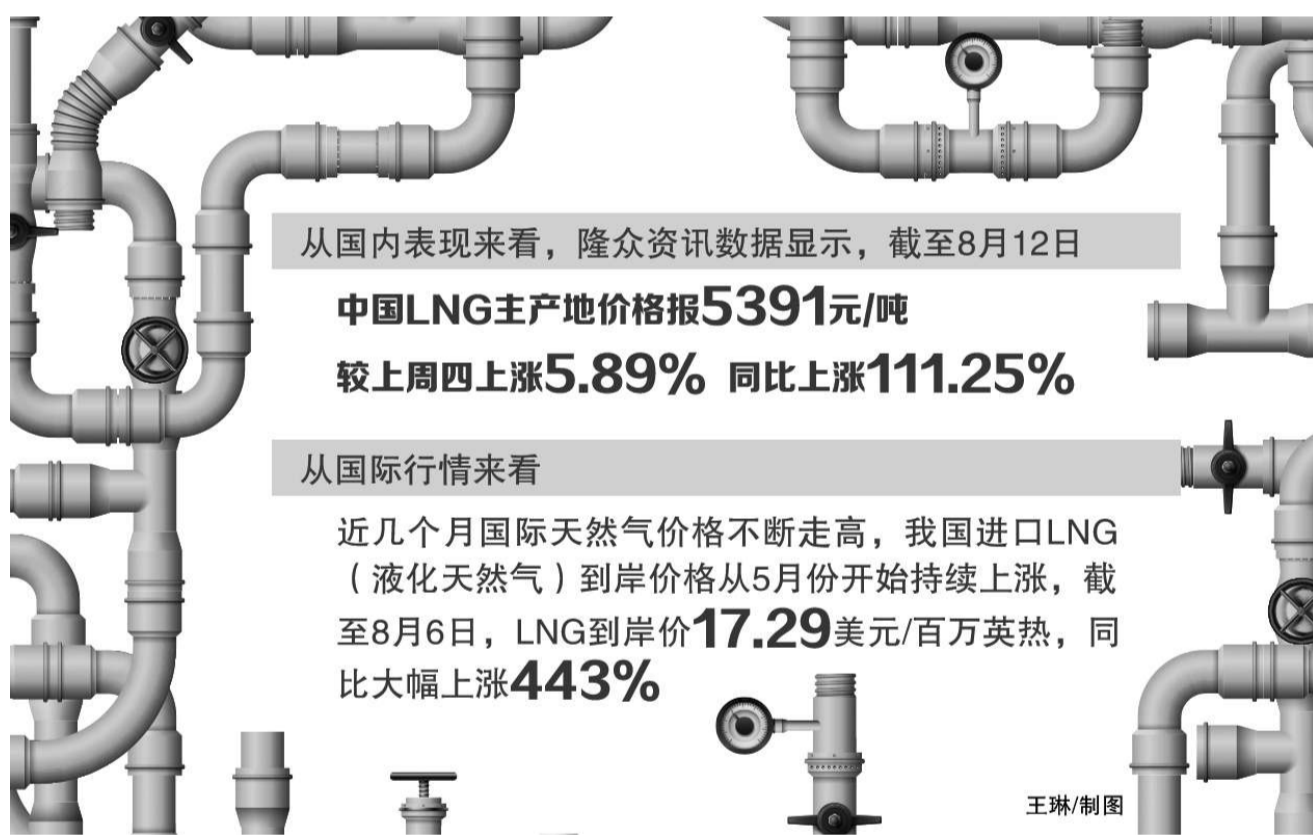 从国内表现来看，隆众资讯数据显示，截至8月12日
中国LNG主产地价格报5391元/吨
较上周四上涨5.89% 同比上涨111.25%
从国际行情来看
近几个月国际天然气价格不断走高，我国进口LNG
（液化天然气）到岸价格从5月份开始持续上涨，截
至8月6日，LNG到岸价17.29美元/百万英热，同
比大幅上涨443%
王琳/制图